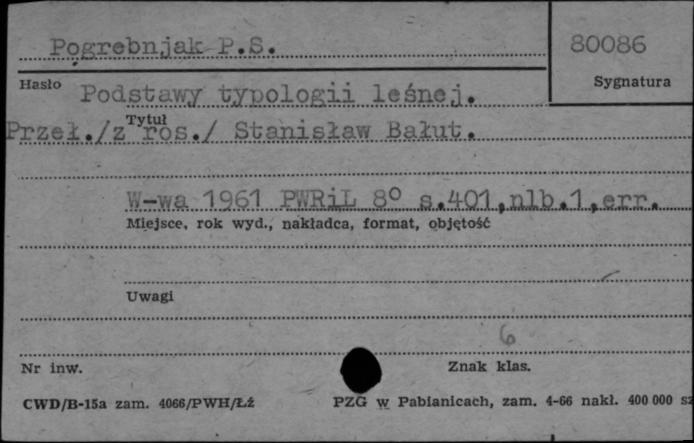 Pogrebnjak P.S.
80086
Hasło
Sygnatura
Podstawy typologii leśnej.
Tytuł
Przeł./z ros./ Stanisław Bałut.
W-wa 1961 PWRiL 8° s.401,nlb.1,err.
Miejsce, rok wyd., nakładca, format, objętość
Uwagi
6
Nr inw.
Znak klas.
CWD/B-15a zam. 4066/PWH/Łź
PZG w Pabianicach, zam. 4-66 nakł. 400 000 sz